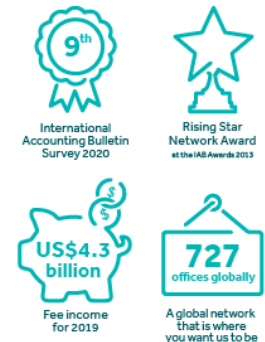 9th
International
Accounting Bulletin
Survey 2020
Rising Star
Network Award
at the IAB Awards 2013
$
$
US$4.3
billion
Fee income
for 2019
727
offices globally
A global network
that is where
you want us to be